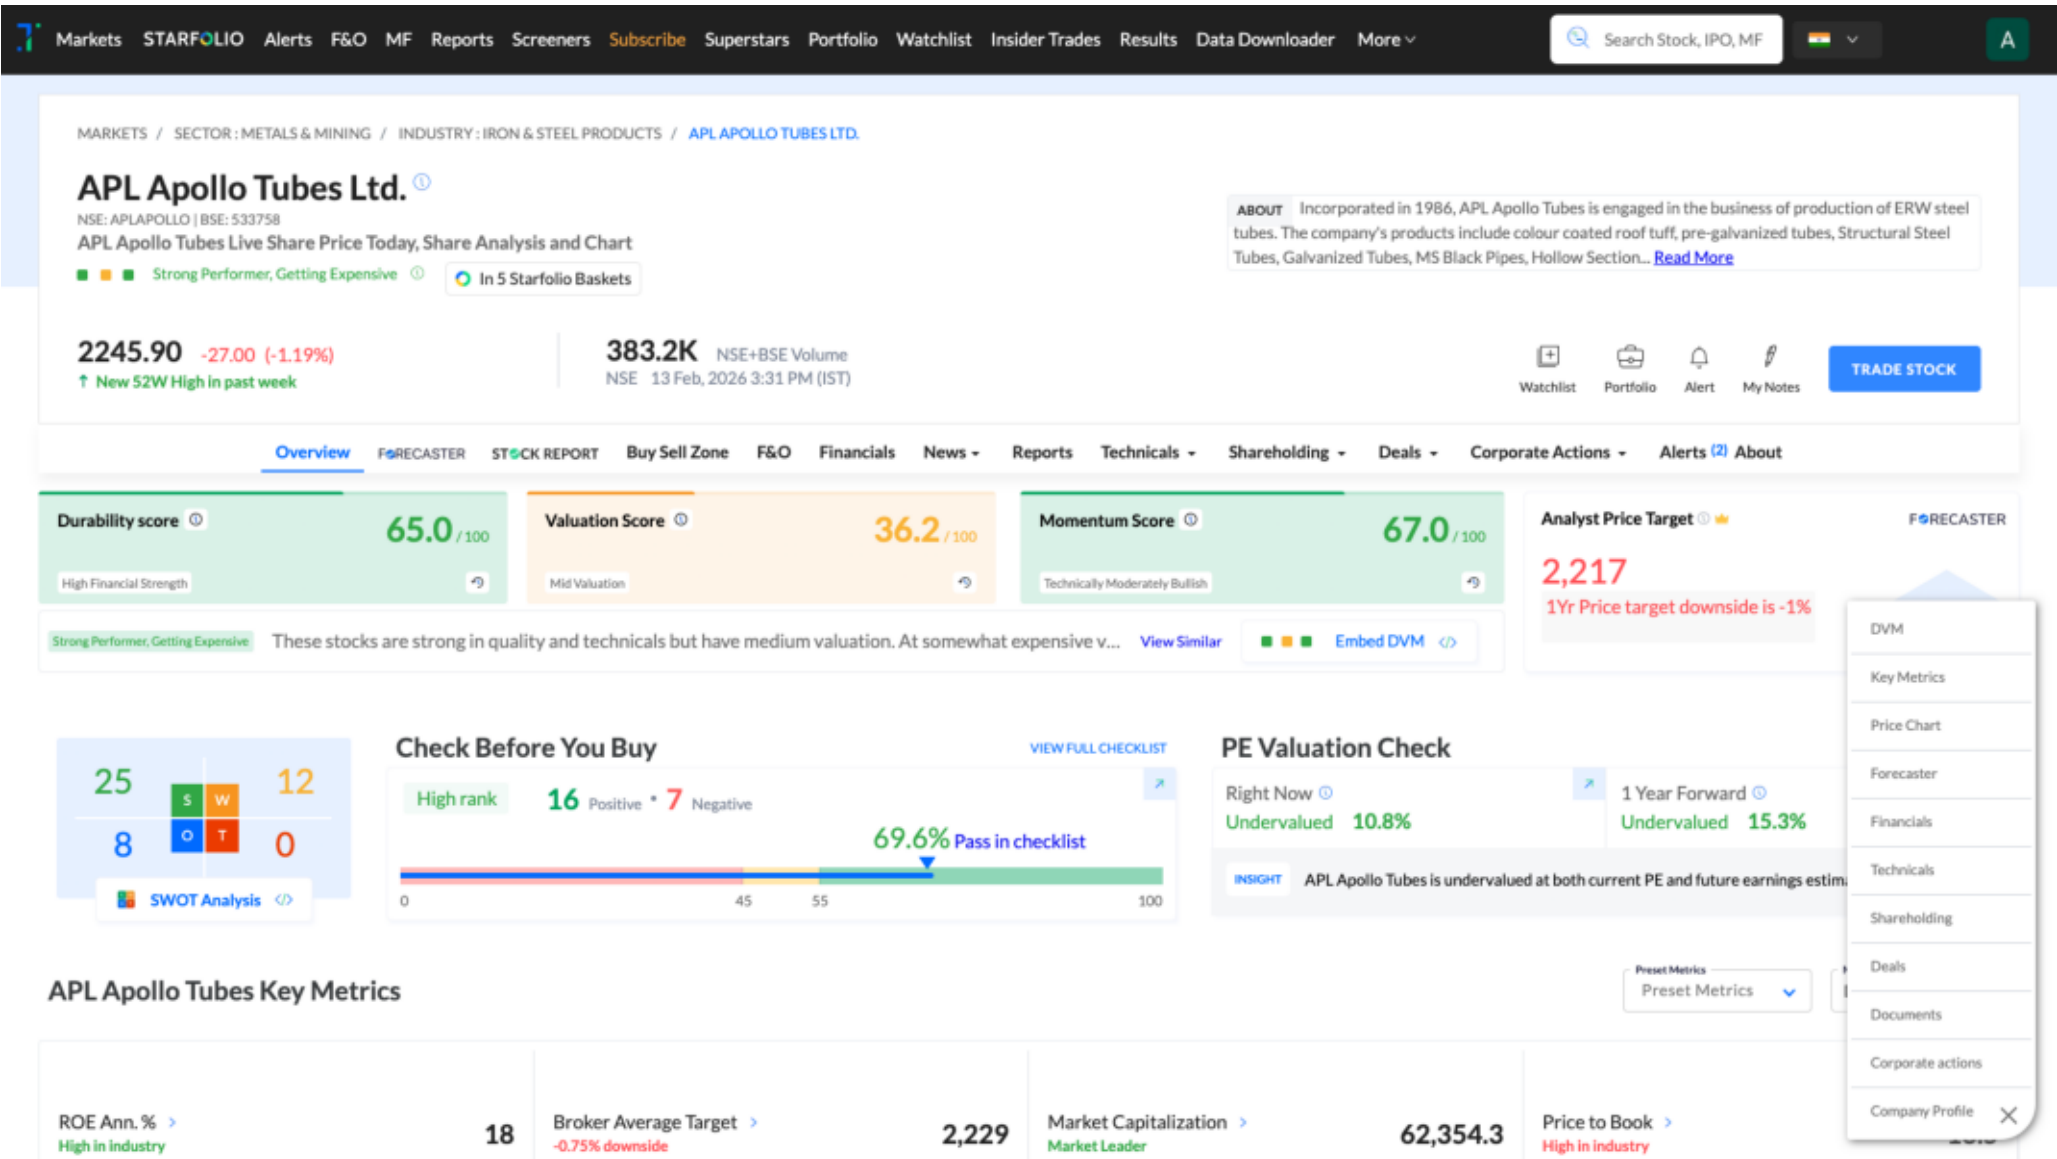 Markets STARFOLIO Alerts F&O MF Reports Screeners Subscribe Superstars Portfolio Watchlist Insider Trades Results Data Downloader More Search Stock, IPO, MF A
MARKETS / SECTOR : METALS & MINING / INDUSTRY : IRON & STEEL PRODUCTS / APL APOLLO TUBES LTD.
APL Apollo Tubes Ltd.
NSE: APLAPOLLO | BSE: 533758
APL Apollo Tubes Live Share Price Today, Share Analysis and Chart
Strong Performer, Getting Expensive In 5 Starfolio Baskets
ABOUT Incorporated in 1986, APL Apollo Tubes is engaged in the business of production of ERW steel
tubes. The company's products include colour coated roof tuff, pre-galvanized tubes, Structural Steel
Tubes, Galvanized Tubes, MS Black Pipes, Hollow Section... Read More
2245.90 -27.00 (-1.19%)
New 52W High in past week
383.2K NSE+BSE Volume
NSE 13 Feb, 2026 3:31 PM (IST)
Watchlist Portfolio Alert My Notes TRADE STOCK
Overview FORECASTER STOCK REPORT Buy Sell Zone F&O Financials News Reports Technicals Shareholding Deals Corporate Actions Alerts (2) About
Durability score 65.0 / 100
High Financial Strength
Valuation Score 36.2 / 100
Mid Valuation
Momentum Score 67.0 / 100
Technically Moderately Bullish
Analyst Price Target FORECASTER
2,217
1Yr Price target downside is -1%
Strong Performer, Getting Expensive These stocks are strong in quality and technicals but have medium valuation. At somewhat expensive v... View Similar Embed DVM </>
25 S W 12
8 O T 0
SWOT Analysis </>
Check Before You Buy VIEW FULL CHECKLIST
High rank 16 Positive • 7 Negative
69.6% Pass in checklist
0 45 55 100
PE Valuation Check
Right Now
Undervalued 10.8%
1 Year Forward
Undervalued 15.3%
INSIGHT APL Apollo Tubes is undervalued at both current PE and future earnings estim
APL Apollo Tubes Key Metrics
Preset Metrics
Preset Metrics
ROE Ann. % 18
High in industry
Broker Average Target 2,229
-0.75% downside
Market Capitalization 62,354.3
Market Leader
Price to Book
High in industry
DVM
Key Metrics
Price Chart
Forecaster
Financials
Technicals
Shareholding
Deals
Documents
Corporate actions
Company Profile